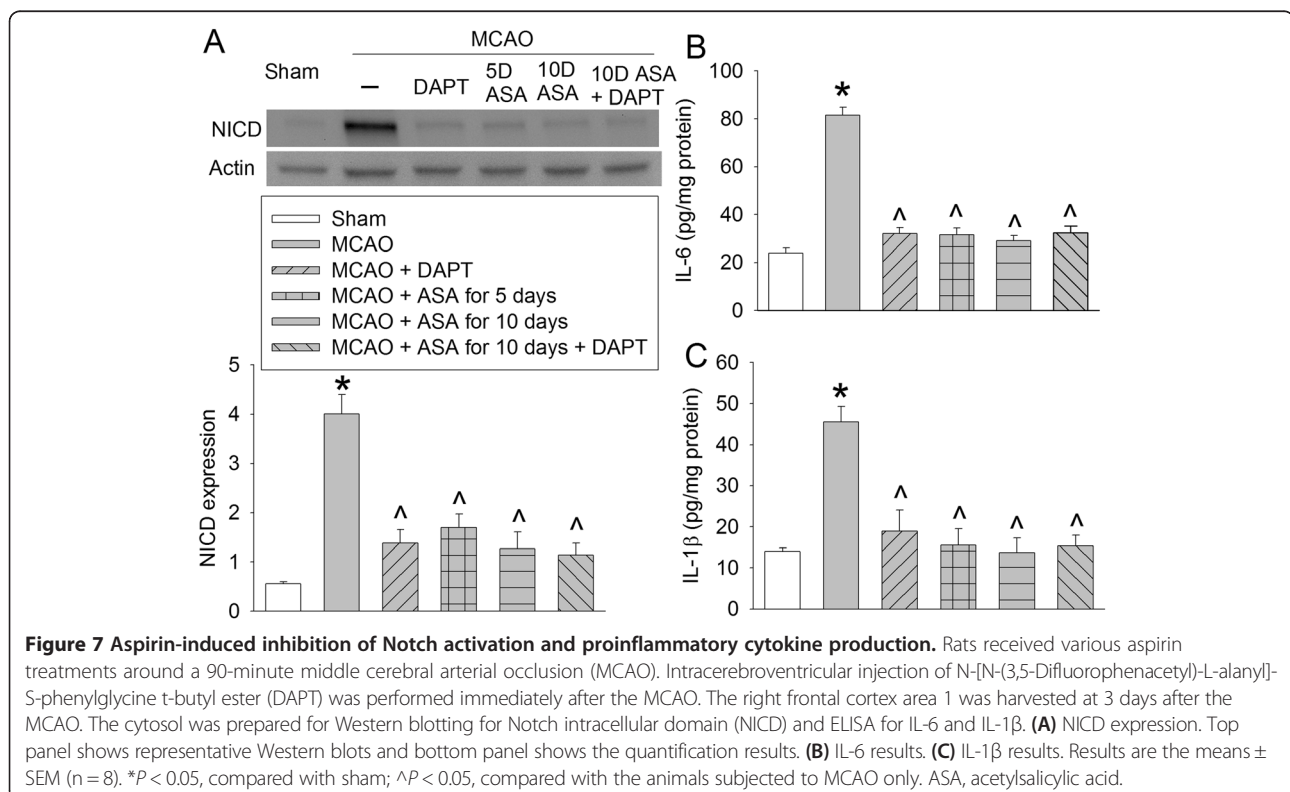 A
MCAO
Sham
–
DAPT
5D ASA
10D ASA
10D ASA + DAPT
NICD
Actin
Sham
MCAO
MCAO + DAPT
MCAO + ASA for 5 days
MCAO + ASA for 10 days
MCAO + ASA for 10 days + DAPT
NICD expression
5
4
3
2
1
0
*
^
^
^
^
B
IL-6 (pg/mg protein)
100
80
60
40
20
0
*
^
^
^
^
C
IL-1β (pg/mg protein)
60
50
40
30
20
10
0
*
^
^
^
^
Figure 7 Aspirin-induced inhibition of Notch activation and proinflammatory cytokine production. Rats received various aspirin
treatments around a 90-minute middle cerebral arterial occlusion (MCAO). Intracerebroventricular injection of N-[N-(3,5-Difluorophenacetyl)-L-alanyl]-
S-phenylglycine t-butyl ester (DAPT) was performed immediately after the MCAO. The right frontal cortex area 1 was harvested at 3 days after the
MCAO. The cytosol was prepared for Western blotting for Notch intracellular domain (NICD) and ELISA for IL-6 and IL-1β. (A) NICD expression. Top
panel shows representative Western blots and bottom panel shows the quantification results. (B) IL-6 results. (C) IL-1β results. Results are the means ±
SEM (n = 8). *P < 0.05, compared with sham; ^P < 0.05, compared with the animals subjected to MCAO only. ASA, acetylsalicylic acid.